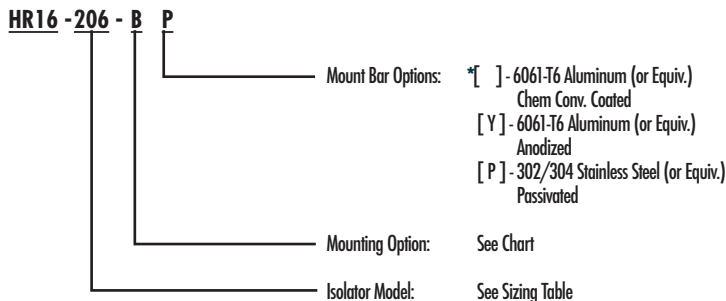 HR16 - 206 - B P
Mount Bar Options: *[ ] - 6061-T6 Aluminum (or Equiv.)
Chem Conv. Coated
[ Y ] - 6061-T6 Aluminum (or Equiv.)
Anodized
[ P ] - 302/304 Stainless Steel (or Equiv.)
Passivated
Mounting Option: See Chart
Isolator Model: See Sizing Table